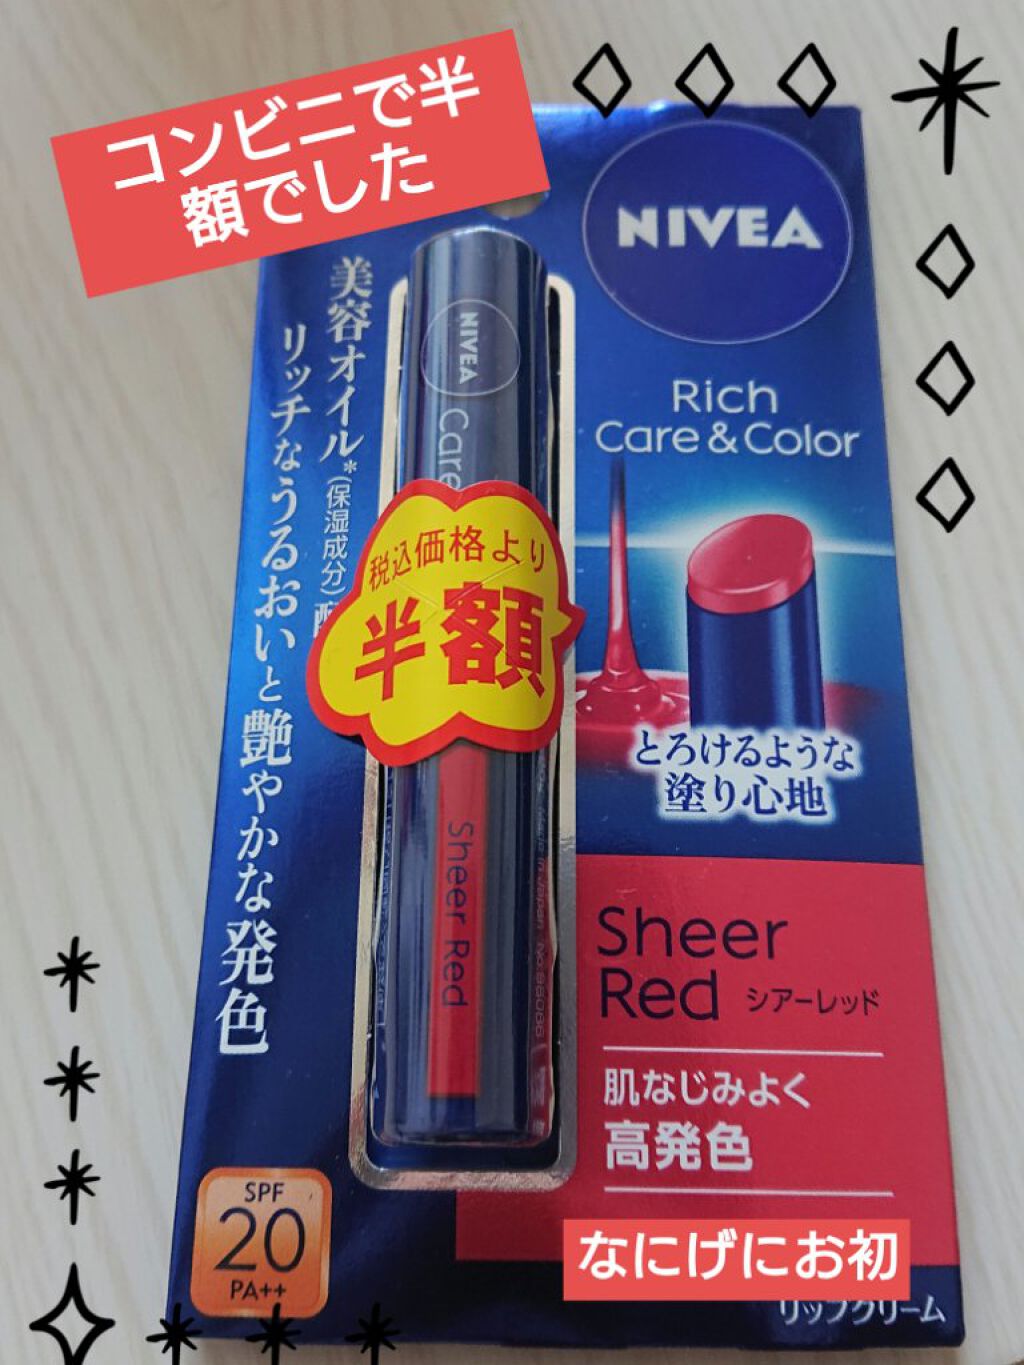 コンビニで半
額でした
NIVEA
Rich
Care & Color
美容オイル*(保湿成分)配
リッチなうるおいと艶やかな発色
NIVEA
Care
税込価格より
半額
とろけるような
塗り心地
Sheer Red
Made in Japan
Sheer
Red シアーレッド
肌なじみよく
高発色
SPF
20
PA++
なにげにお初
リップクリーム